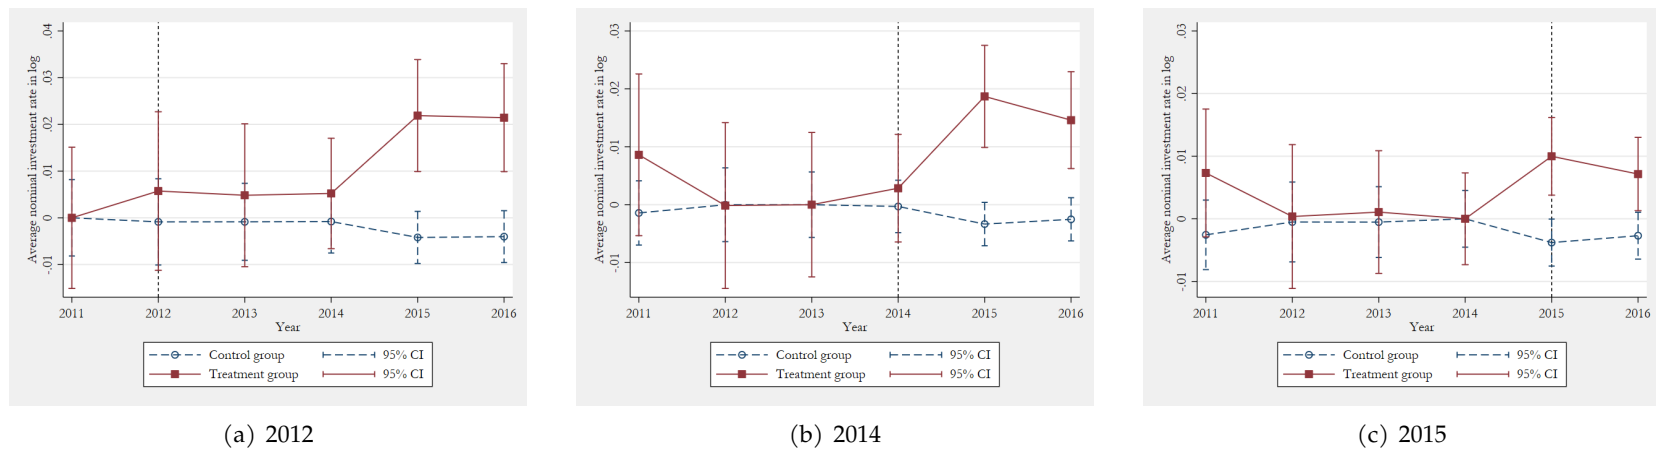 Average nominal investment rate in log
.04
.03
.02
.01
0
-.01
2011 2012 2013 2014 2015 2016
Year
Control group 95% CI
Treatment group 95% CI
(a) 2012
Average nominal investment rate in log
.03
.02
.01
0
-.01
2011 2012 2013 2014 2015 2016
Year
Control group 95% CI
Treatment group 95% CI
(b) 2014
Average nominal investment rate in log
.03
.02
.01
0
-.01
2011 2012 2013 2014 2015 2016
Year
Control group 95% CI
Treatment group 95% CI
(c) 2015